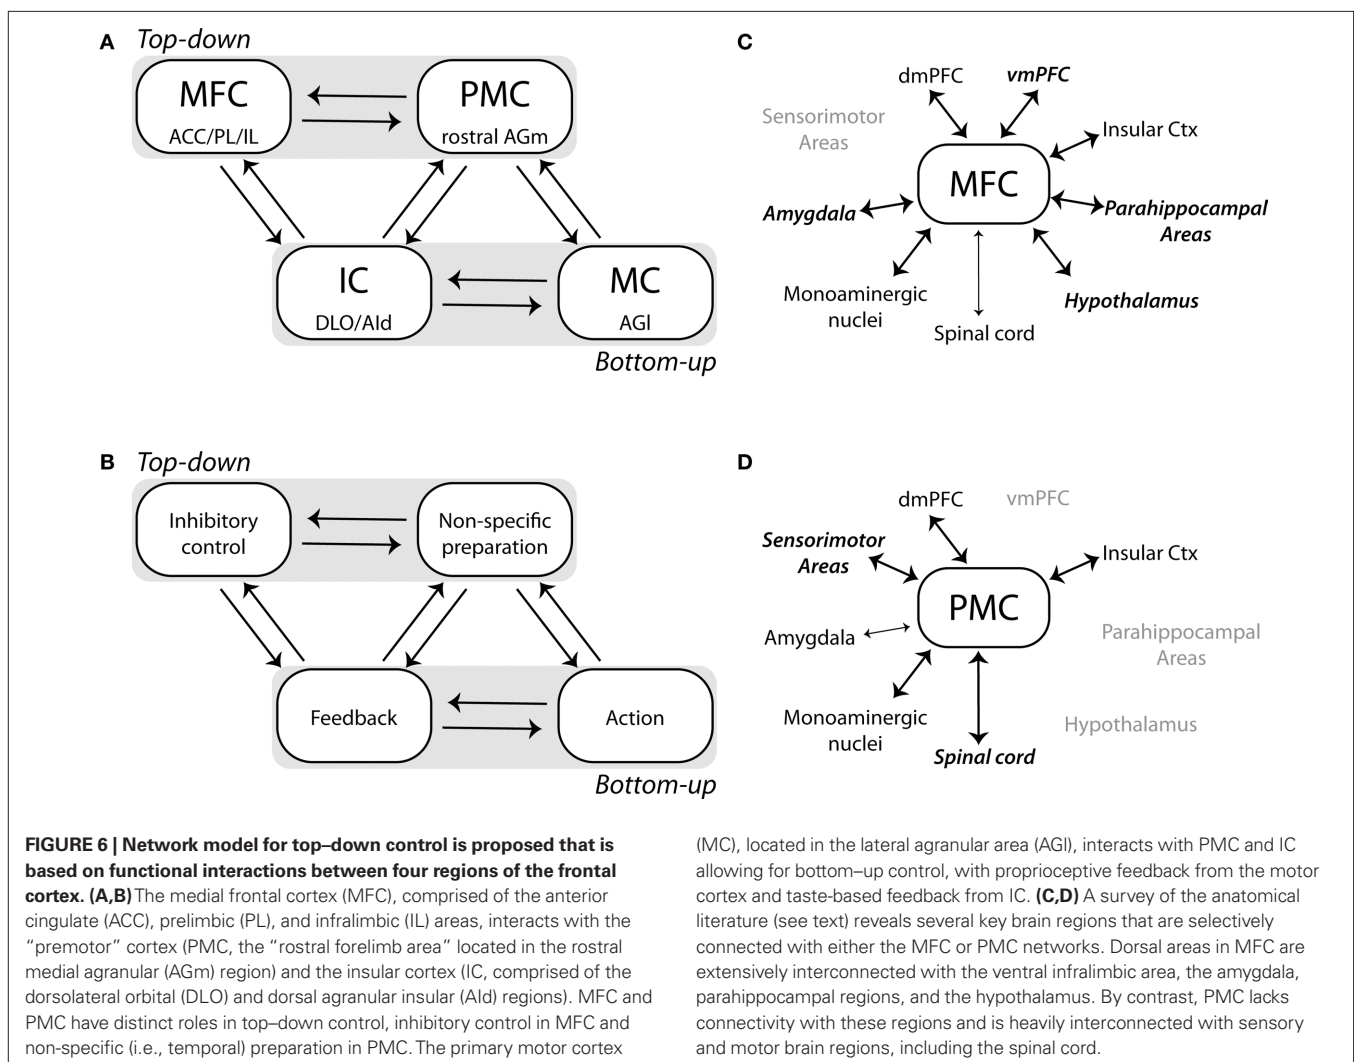 A
Top-down
MFC
ACC/PL/IL
PMC
rostral AGm
IC
DLO/AId
MC
AGl
Bottom-up
C
dmPFC
vmPFC
Sensorimotor
Areas
Insular Ctx
MFC
Amygdala
Parahippocampal
Areas
Monoaminergic
nuclei
Hypothalamus
Spinal cord
B
Top-down
Inhibitory
control
Non-specific
preparation
Feedback
Action
Bottom-up
D
dmPFC
vmPFC
Sensorimotor
Areas
Insular Ctx
PMC
Amygdala
Parahippocampal
Areas
Monoaminergic
nuclei
Hypothalamus
Spinal cord
FIGURE 6 | Network model for top–down control is proposed that is
based on functional interactions between four regions of the frontal
cortex. (A,B) The medial frontal cortex (MFC), comprised of the anterior
cingulate (ACC), prelimbic (PL), and infralimbic (IL) areas, interacts with the
“premotor” cortex (PMC, the “rostral forelimb area” located in the rostral
medial agranular (AGm) region) and the insular cortex (IC, comprised of the
dorsolateral orbital (DLO) and dorsal agranular insular (AId) regions). MFC and
PMC have distinct roles in top–down control, inhibitory control in MFC and
non-specific (i.e., temporal) preparation in PMC. The primary motor cortex
(MC), located in the lateral agranular area (AGl), interacts with PMC and IC
allowing for bottom–up control, with proprioceptive feedback from the motor
cortex and taste-based feedback from IC. (C,D) A survey of the anatomical
literature (see text) reveals several key brain regions that are selectively
connected with either the MFC or PMC networks. Dorsal areas in MFC are
extensively interconnected with the ventral infralimbic area, the amygdala,
parahippocampal regions, and the hypothalamus. By contrast, PMC lacks
connectivity with these regions and is heavily interconnected with sensory
and motor brain regions, including the spinal cord.